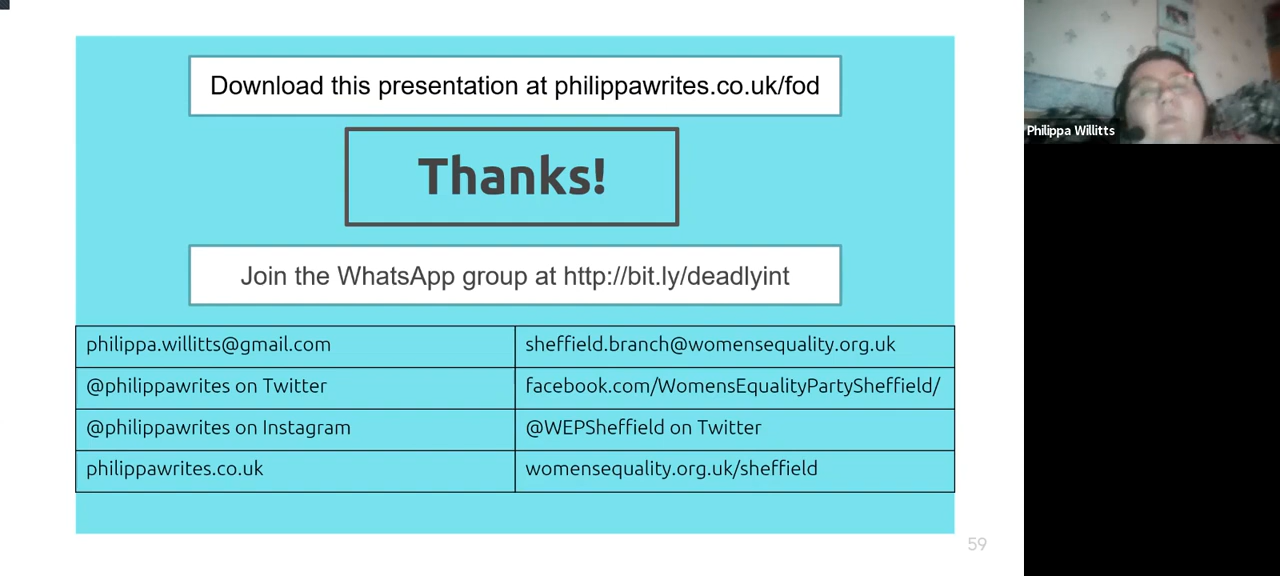 Download this presentation at philippawrites.co.uk/fod
Thanks!
Join the WhatsApp group at http://bit.ly/deadlyint
philippa.willitts@gmail.com
sheffield.branch@womensequality.org.uk
@philippawrites on Twitter
facebook.com/WomensEqualityPartySheffield/
@philippawrites on Instagram
@WEPSheffield on Twitter
philippawrites.co.uk
womensequality.org.uk/sheffield
59
Philippa Willitts